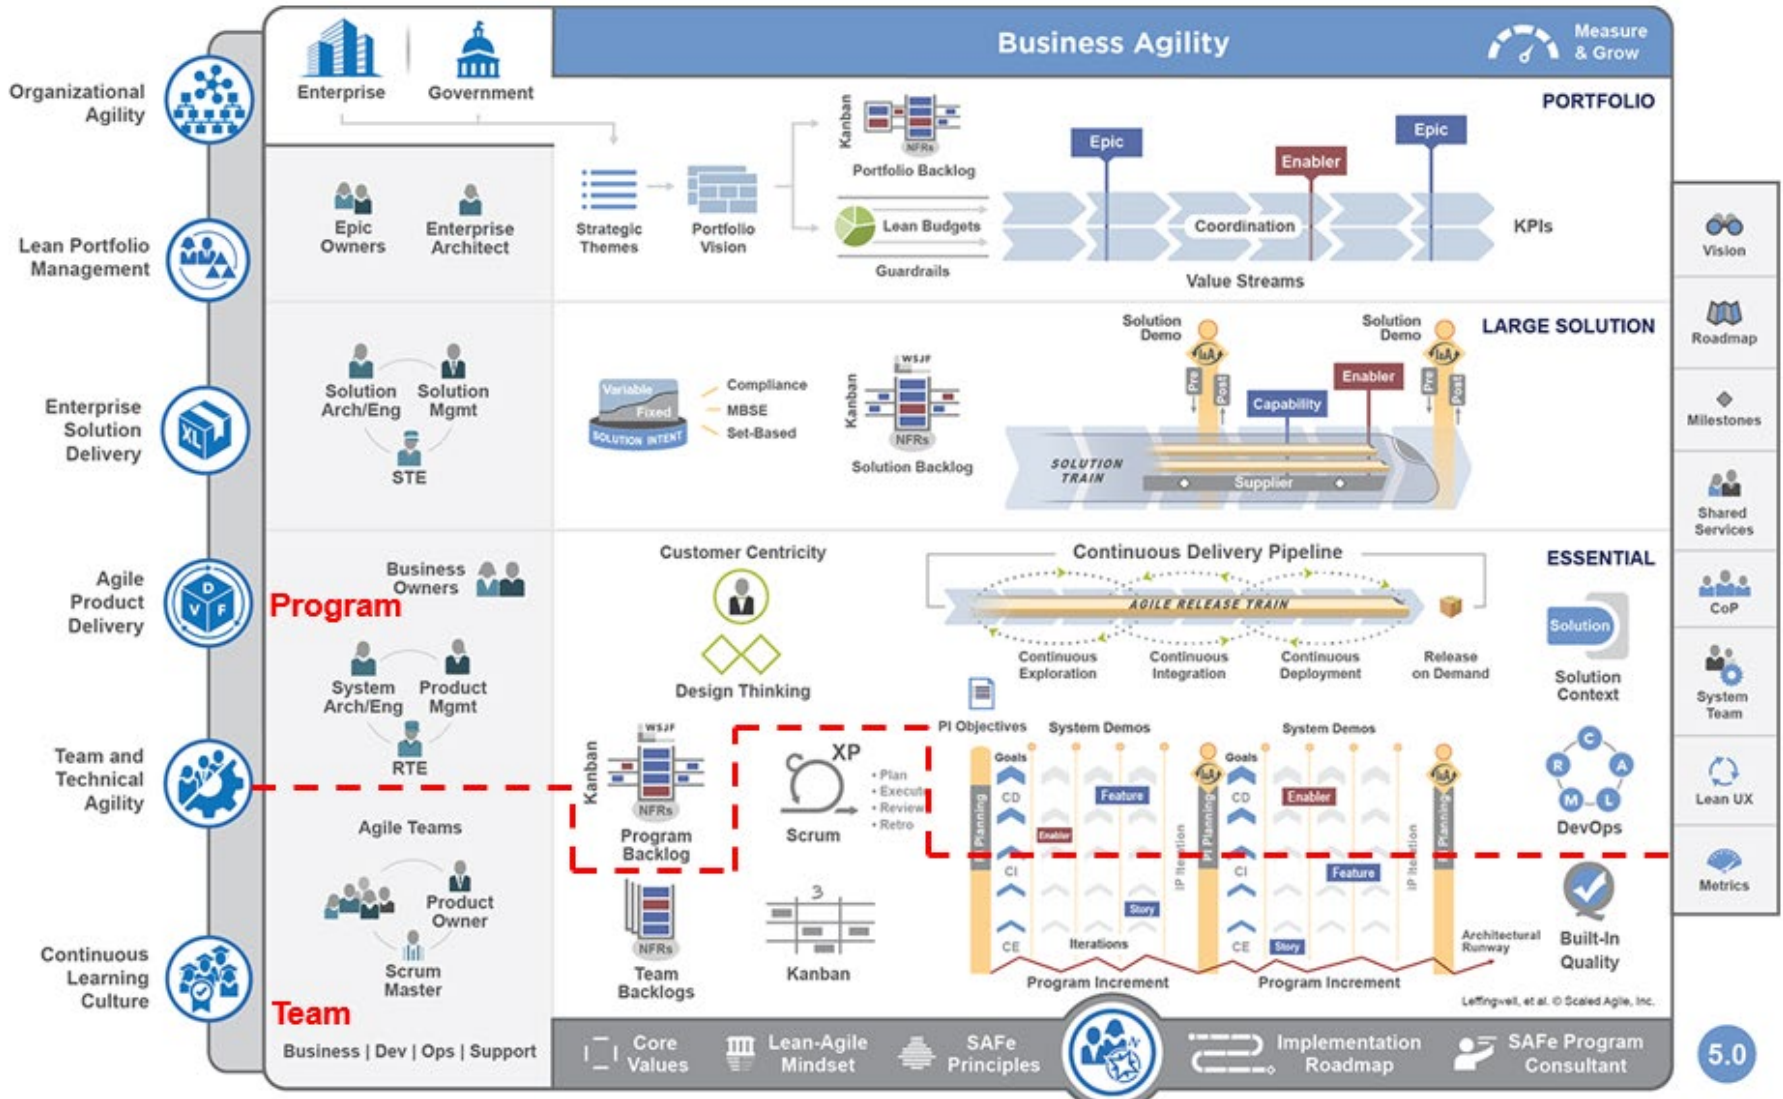 Business Agility
Measure
& Grow
Enterprise
Government
Organizational
Agility
Lean Portfolio
Management
Enterprise
Solution
Delivery
Agile
Product
Delivery
Team and
Technical
Agility
Continuous
Learning
Culture
XL
D
V
F
PORTFOLIO
Epic
Owners
Enterprise
Architect
Strategic
Themes
Portfolio
Vision
Kanban
NFRs
Portfolio Backlog
Lean Budgets
Guardrails
Epic
Enabler
Epic
Coordination
KPIs
Value Streams
LARGE SOLUTION
Solution
Arch/Eng
Solution
Mgmt
STE
Variable
Fixed
SOLUTION INTENT
Compliance
MBSE
Set-Based
WSJF
Kanban
NFRs
Solution Backlog
Solution
Demo
I&A
Pre
Post
Solution
Demo
I&A
Pre
Post
Capability
Enabler
SOLUTION
TRAIN
Supplier
ESSENTIAL
Business
Owners
Program
System
Arch/Eng
Product
Mgmt
RTE
Customer Centricity
Design Thinking
Continuous Delivery Pipeline
AGILE RELEASE TRAIN
Continuous
Exploration
Continuous
Integration
Continuous
Deployment
Release
on Demand
Solution
Solution
Context
WSJF
Kanban
NFRs
Program
Backlog
XP
• Plan
• Execute
• Review
• Retro
Scrum
PI Objectives
System Demos
System Demos
Goals
CD
CI
CE
PI Planning
Feature
Enabler
Story
Iterations
IP Iteration
I&A
PI Planning
Goals
CD
CI
CE
Enabler
Feature
Story
IP Iteration
I&A
PI Planning
Program Increment
Program Increment
Architectural
Runway
C
A
L
M
R
DevOps
Built-In
Quality
Agile Teams
Product
Owner
Scrum
Master
Team
Business | Dev | Ops | Support
NFRs
Team
Backlogs
3
Kanban
Leffingwell, et al. © Scaled Agile, Inc.
Core
Values
Lean-Agile
Mindset
SAFe
Principles
N
Implementation
Roadmap
SAFe Program
Consultant
Vision
Roadmap
Milestones
Shared
Services
CoP
System
Team
Lean UX
Metrics
5.0